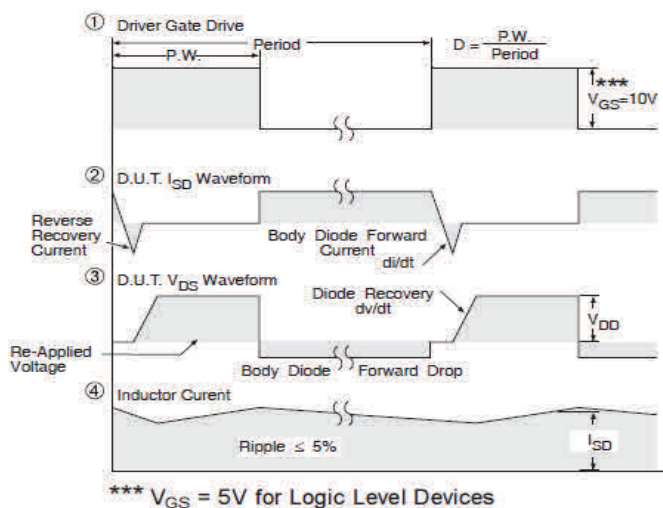 ① Driver Gate Drive
Period
P.W.
D = P.W.
Period
***
VGS=10V
② D.U.T. ISD Waveform
Reverse
Recovery
Current
Body Diode Forward
Current
di/dt
③ D.U.T. VDS Waveform
Diode Recovery
dv/dt
VDD
Re-Applied
Voltage
Body Diode Forward Drop
④ Inductor Curent
Ripple ≤ 5%
ISD
*** VGS = 5V for Logic Level Devices